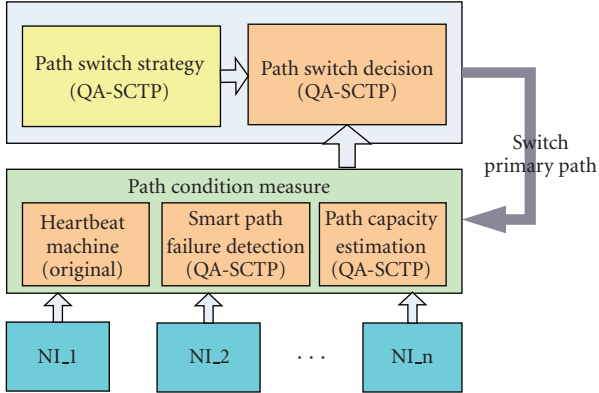 Path switch strategy
(QA-SCTP)
Path switch decision
(QA-SCTP)
Switch
primary path
Path condition measure
Heartbeat
machine
(original)
Smart path
failure detection
(QA-SCTP)
Path capacity
estimation
(QA-SCTP)
NI_1
NI_2
. . .
NI_n